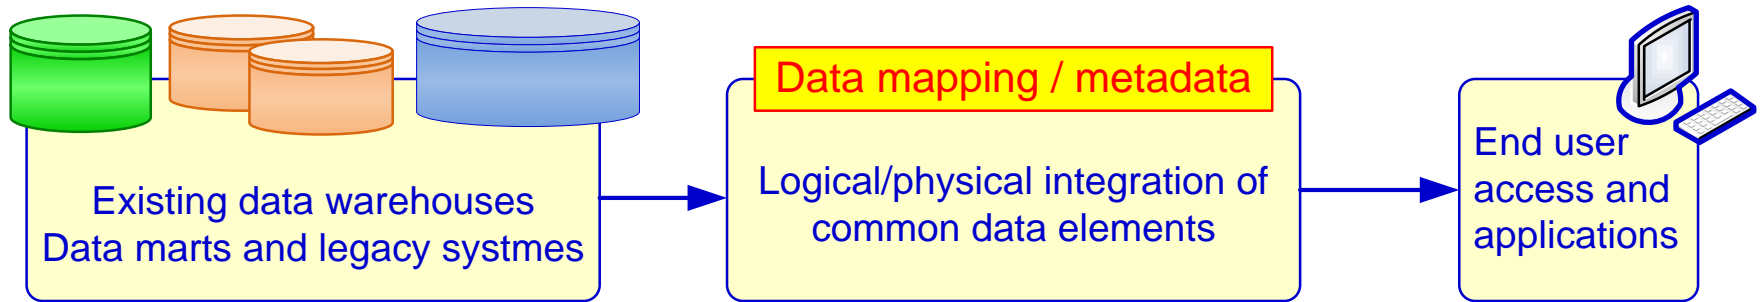 Existing data warehouses
Data marts and legacy systmes
Data mapping / metadata
Logical/physical integration of
common data elements
End user
access and
applications